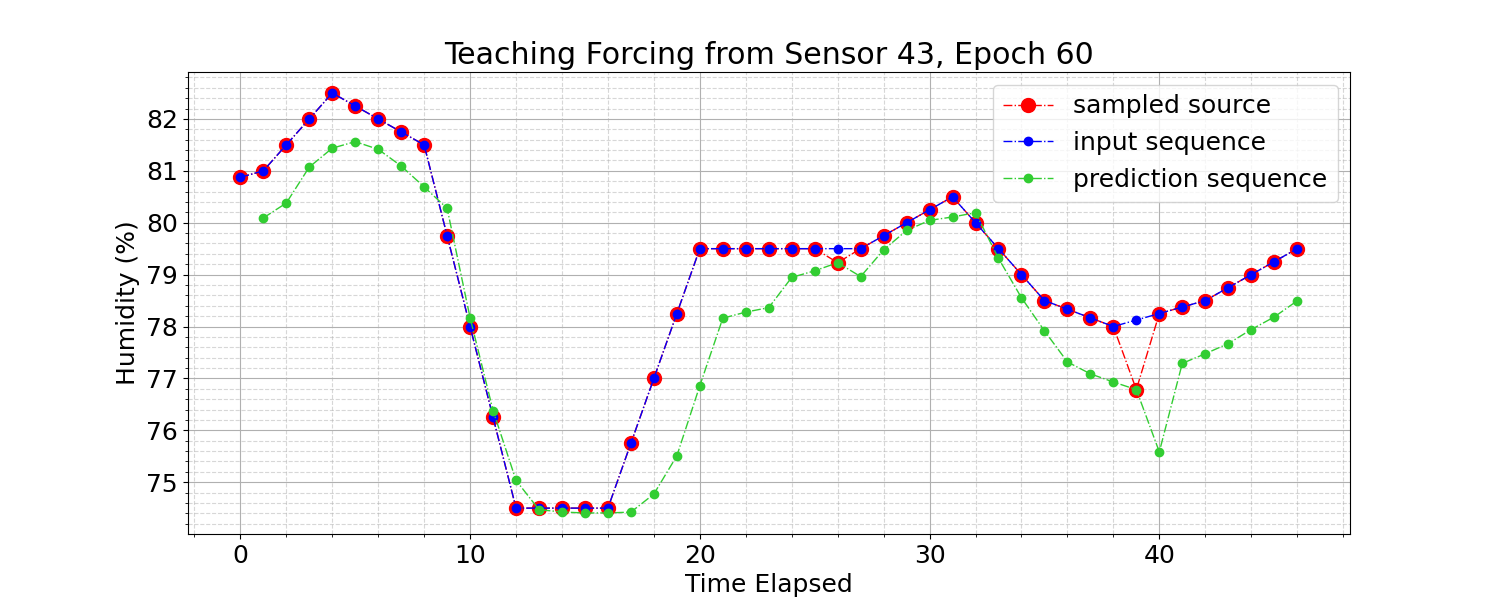 Teaching Forcing from Sensor 43, Epoch 60
sampled source
input sequence
prediction sequence
Humidity (%)
82
81
80
79
78
77
76
75
0 10 20 30 40
Time Elapsed